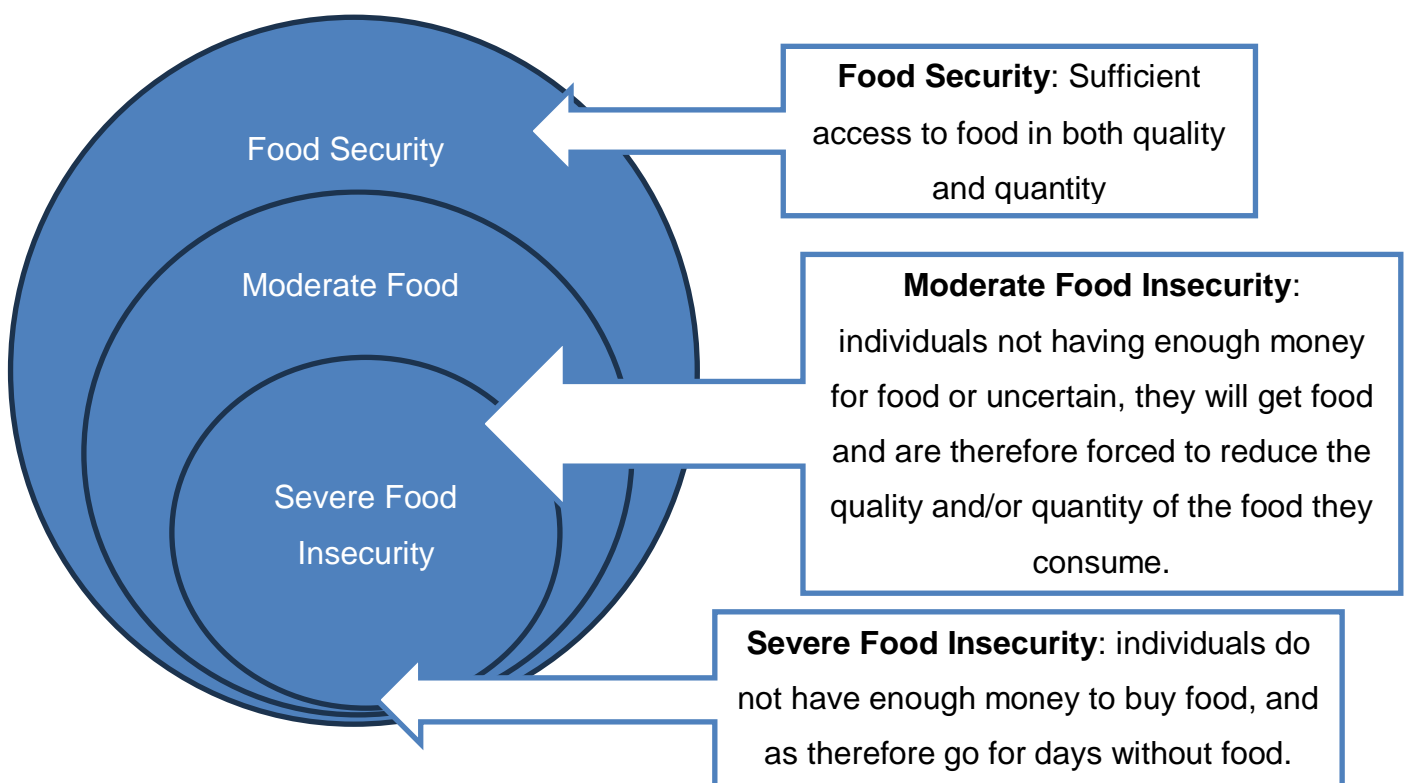 Food Security
Moderate Food
Severe Food
Insecurity
Food Security: Sufficient
access to food in both quality
and quantity
Moderate Food Insecurity:
individuals not having enough money
for food or uncertain, they will get food
and are therefore forced to reduce the
quality and/or quantity of the food they
consume.
Severe Food Insecurity: individuals do
not have enough money to buy food, and
as therefore go for days without food.